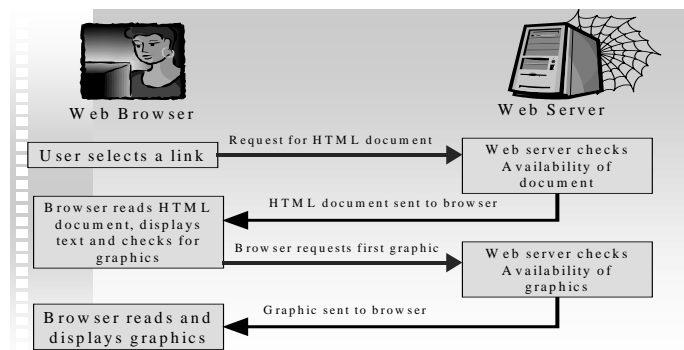 Web Browser
Web Server
User selects a link
Request for HTML document
Web server checks
Availability of
document
HTML document sent to browser
Browser reads HTML
document, displays
text and checks for
graphics
Browser requests first graphic
Web server checks
Availability of
graphics
Graphic sent to browser
Browser reads and
displays graphics